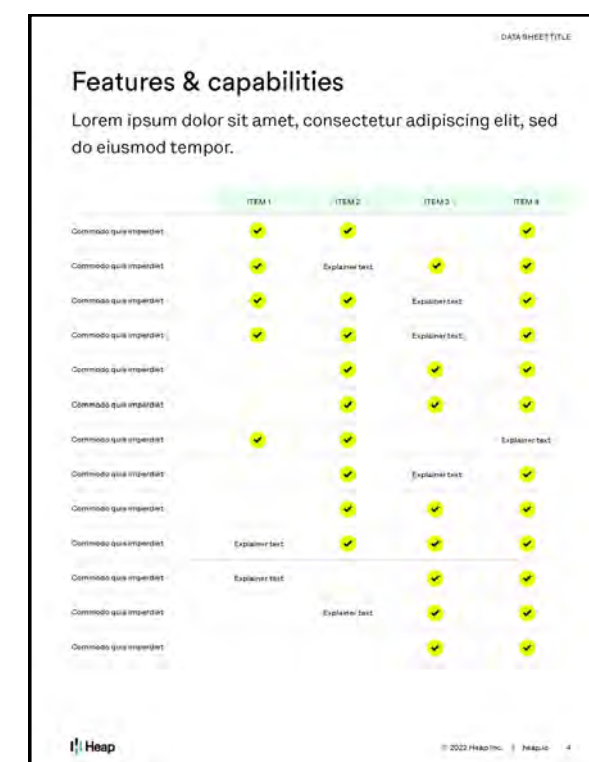 DATA SHEET TITLE
Features & capabilities
Lorem ipsum dolor sit amet, consectetur adipiscing elit, sed
do eiusmod tempor.
ITEM 1 ITEM 2 ITEM 3 ITEM 4
Commodo quis imperdiet
Commodo quis imperdiet Explainer text
Commodo quis imperdiet Explainer text
Commodo quis imperdiet Explainer text
Commodo quis imperdiet
Commodo quis imperdiet
Commodo quis imperdiet Explainer text
Commodo quis imperdiet Explainer text
Commodo quis imperdiet
Commodo quis imperdiet Explainer text
Commodo quis imperdiet Explainer text
Commodo quis imperdiet Explainer text
Commodo quis imperdiet
Heap © 2022 Heap Inc. | heap.io 4